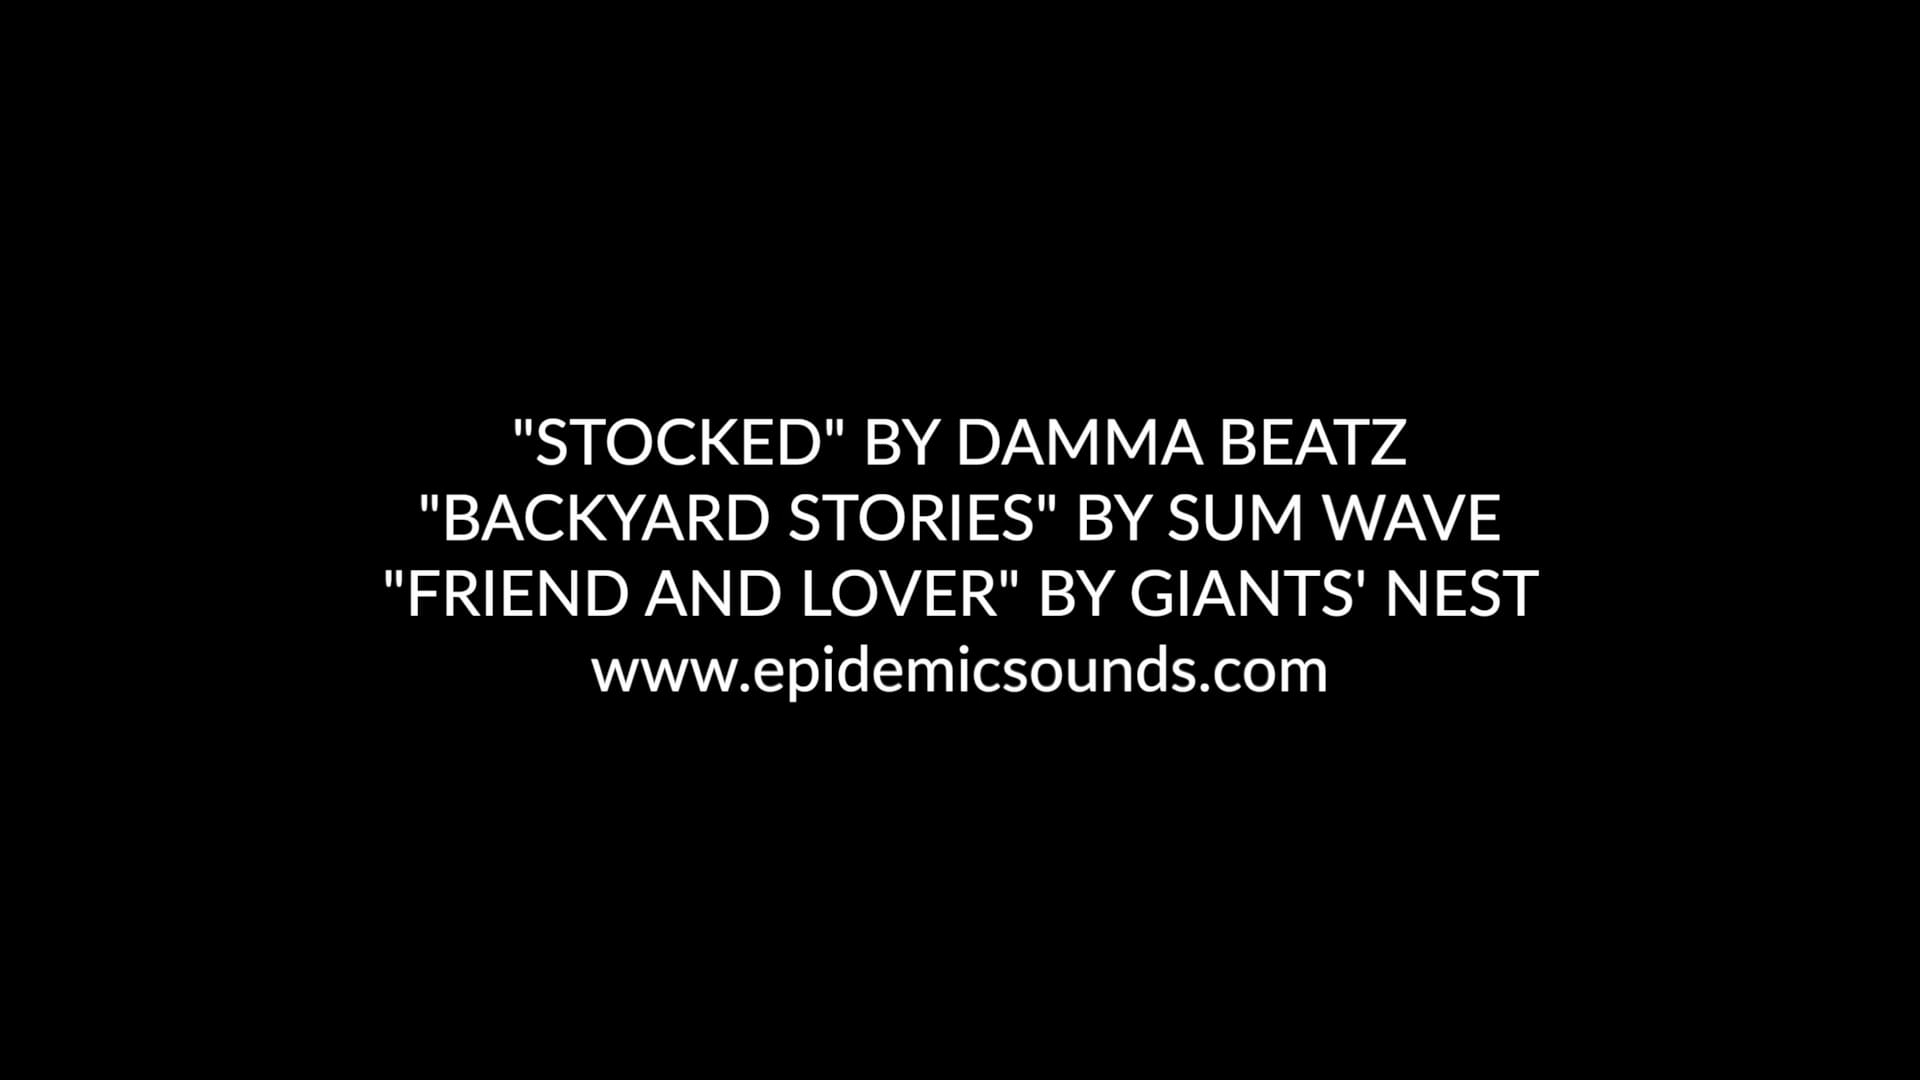 "STOCKED" BY DAMMA BEATZ
"BACKYARD STORIES" BY SUM WAVE
"FRIEND AND LOVER" BY GIANTS' NEST
www.epidemicsounds.com